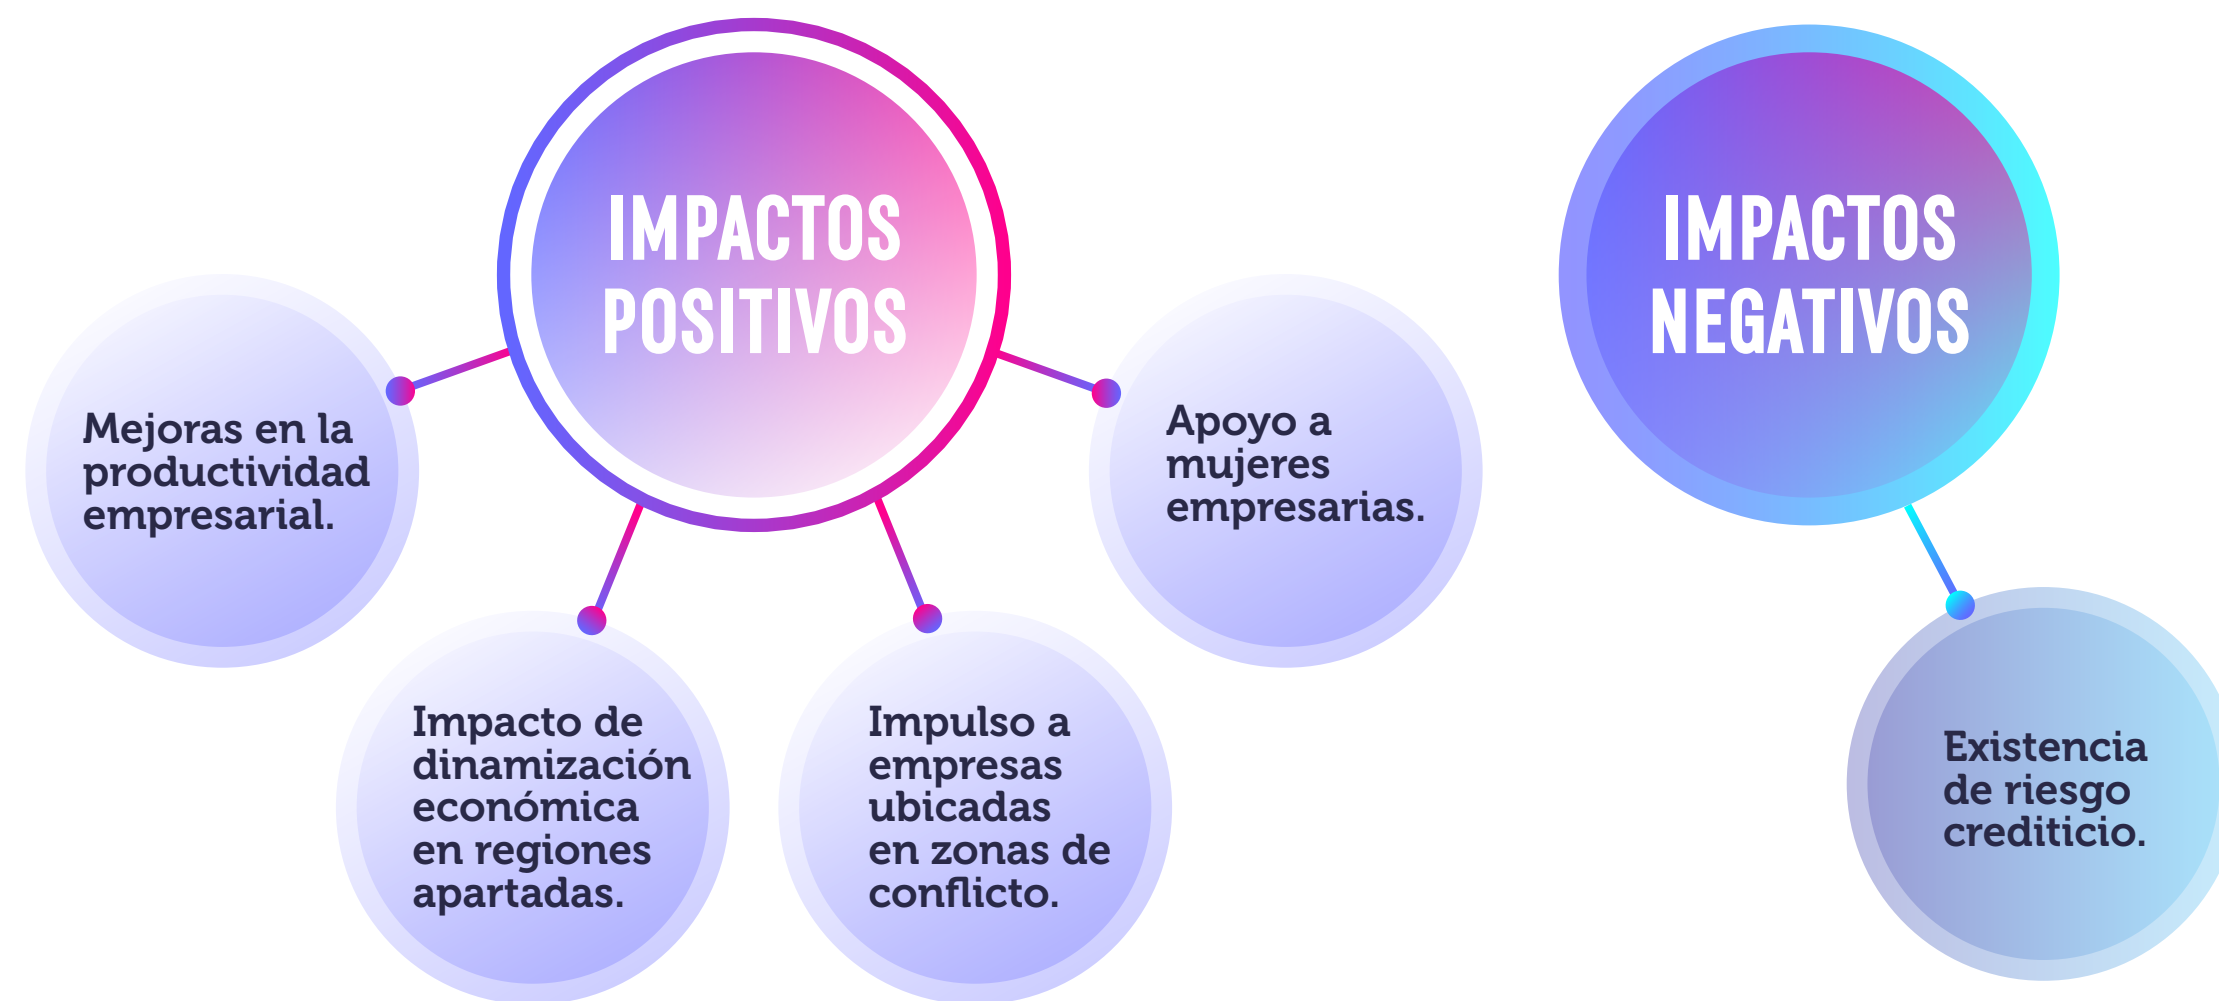 IMPACTOS
POSITIVOS
Mejoras en la
productividad
empresarial.
Impacto de
dinamización
económica
en regiones
apartadas.
Impulso a
empresas
ubicadas
en zonas de
conflicto.
Apoyo a
mujeres
empresarias.
IMPACTOS
NEGATIVOS
Existencia
de riesgo
crediticio.